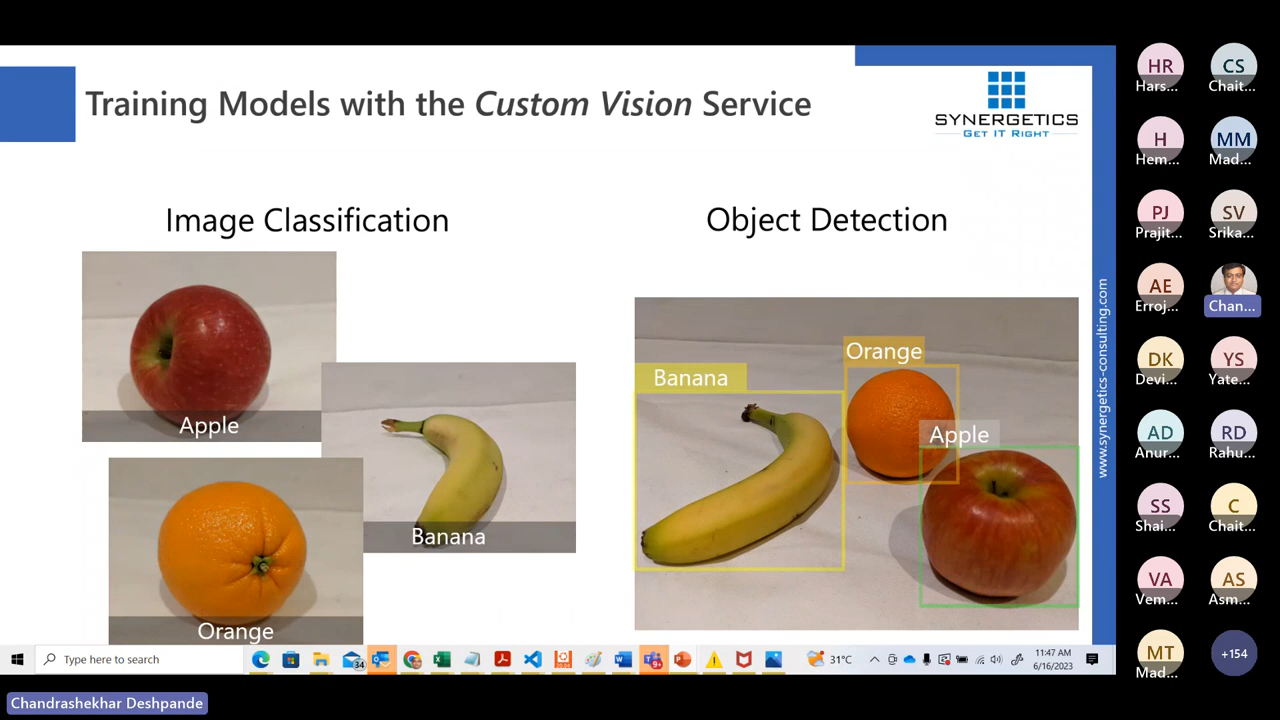 Training Models with the Custom Vision Service
SYNERGETICS
GET IT RIGHT
Image Classification
Object Detection
Apple
Banana
Orange
Banana
Orange
Apple
www.synergetics-consulting.com
HR
Hars...
CS
Chait...
H
Hem...
MM
Mad...
PJ
Prajit...
SV
Srika...
AE
Erroj...
Chan...
DK
Devi...
YS
Yate...
AD
Anur...
RD
Rahu...
SS
Shai...
C
Chait...
VA
Vem...
AS
Asm...
MT
Mad...
+154
Type here to search
34
9+
31°C
11:47 AM
6/16/2023
Chandrashekhar Deshpande